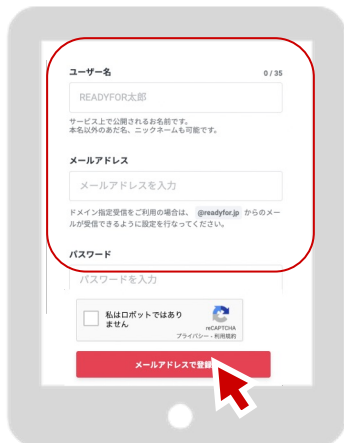 ユーザー名 0 / 35
READYFOR太郎
サービス上で公開されるお名前です。
本名以外のあだ名、ニックネームも可能です。
メールアドレス
メールアドレスを入力
ドメイン指定受信をご利用の場合は、 @readyfor.jp からのメー
ルが受信できるように設定を行なってください。
パスワード
パスワードを入力
私はロボットではあり
ません
reCAPTCHA
プライバシー - 利用規約
メールアドレスで登録